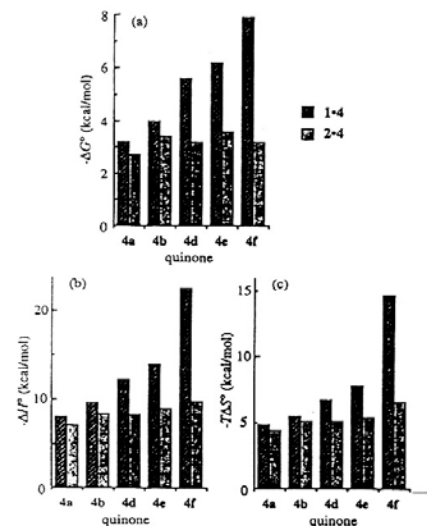 (a)
8
6
4
2
0
-ΔG° (kcal/mol)
4a 4b 4d 4e 4f
quinone
1•4
2•4
(b)
20
10
0
-ΔH° (kcal/mol)
4a 4b 4d 4e 4f
quinone
(c)
15
10
5
0
-TΔS° (kcal/mol)
4a 4b 4d 4e 4f
quinone